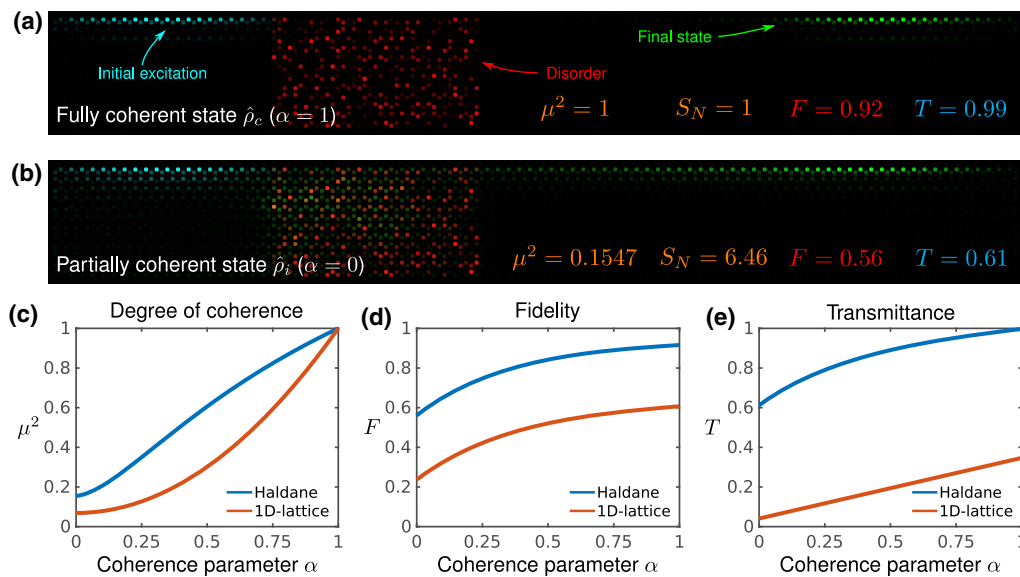 (a)
Initial excitation
Final state
Disorder
Fully coherent state ρ̂_c (α = 1)
μ² = 1 S_N = 1 F = 0.92 T = 0.99
(b)
Partially coherent state ρ̂_i (α = 0)
μ² = 0.1547 S_N = 6.46 F = 0.56 T = 0.61
(c) Degree of coherence
1
0.8
0.6
μ²
0.4
0.2
0
Haldane
1D-lattice
0 0.25 0.5 0.75 1
Coherence parameter α
(d) Fidelity
1
0.8
0.6
F
0.4
0.2
0
Haldane
1D-lattice
0 0.25 0.5 0.75 1
Coherence parameter α
(e) Transmittance
1
0.8
0.6
T
0.4
0.2
0
Haldane
1D-lattice
0 0.25 0.5 0.75 1
Coherence parameter α